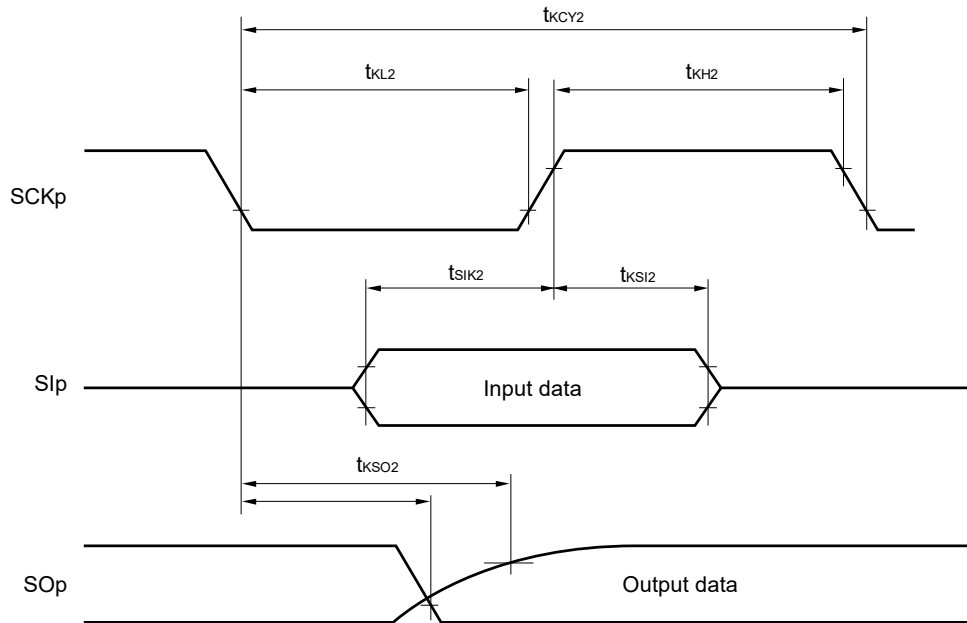 tKCY2
tKL2
tKH2
SCKp
tSIK2
tKSI2
SIp
Input data
tKSO2
SOp
Output data